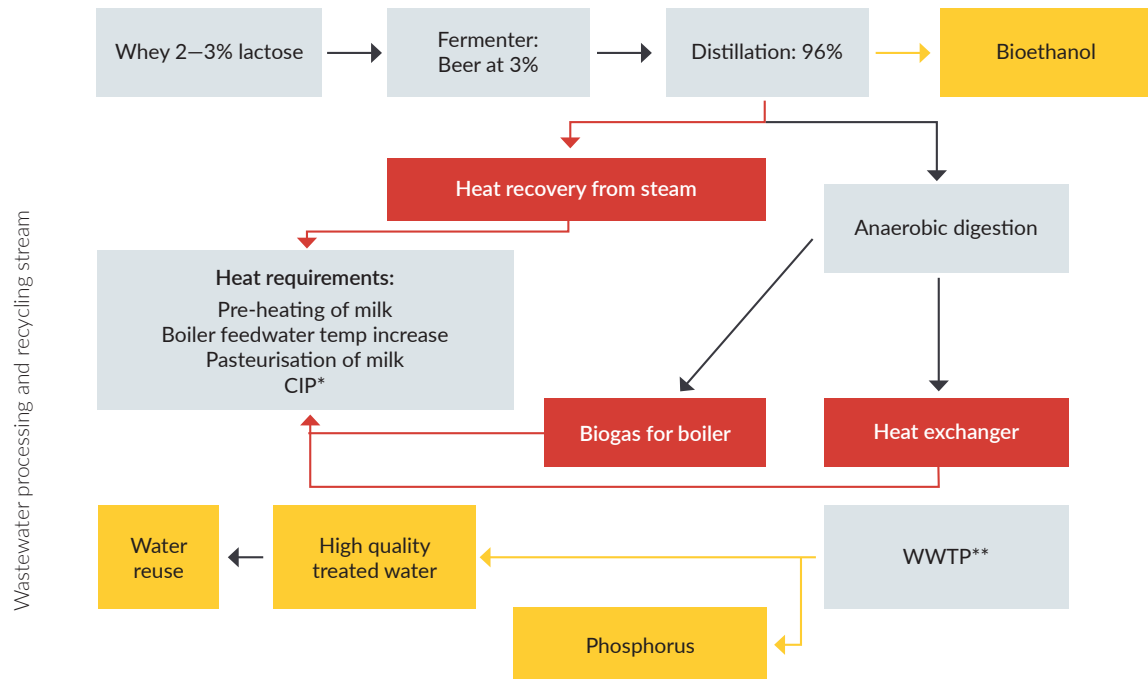 Whey 2—3% lactose
Fermenter:
Beer at 3%
Distillation: 96%
Bioethanol
Heat recovery from steam
Anaerobic digestion
Heat requirements:
Pre-heating of milk
Boiler feedwater temp increase
Pasteurisation of milk
CIP*
Biogas for boiler
Heat exchanger
Water
reuse
High quality
treated water
WWTP**
Phosphorus
Wastewater processing and recycling stream